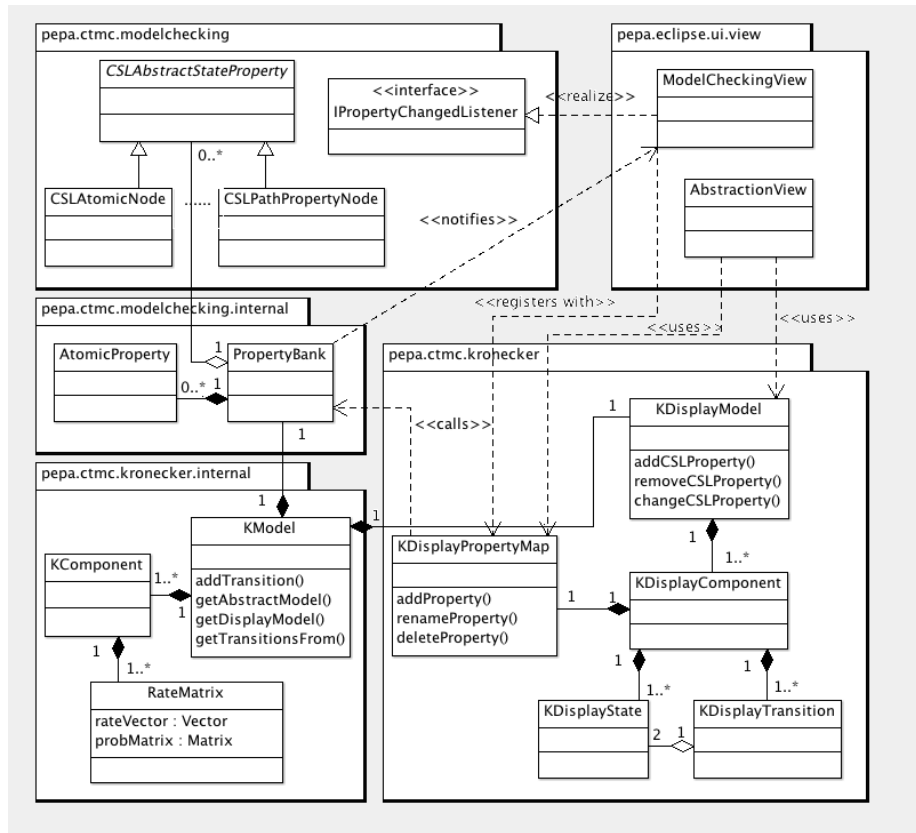 pepa.ctmc.modelchecking
CSLAbstractStateProperty
<<interface>>
IPropertyChangedListener
0..*
CSLAtomicNode
......
CSLPathPropertyNode
pepa.eclipse.ui.view
ModelCheckingView
<<realize>>
AbstractionView
<<notifies>>
<<registers with>>
<<uses>>
<<uses>>
pepa.ctmc.modelchecking.internal
AtomicProperty
PropertyBank
1
0..*
1
1
<<calls>>
pepa.ctmc.kronecker
KDisplayModel
addCSLProperty()
removeCSLProperty()
changeCSLProperty()
1
1
1
1..*
KDisplayPropertyMap
addProperty()
renameProperty()
deleteProperty()
1
1
KDisplayComponent
1
1..*
1
1..*
KDisplayState
2
1
KDisplayTransition
pepa.ctmc.kronecker.internal
1
KModel
addTransition()
getAbstractModel()
getDisplayModel()
getTransitionsFrom()
KComponent
1..*
1
1
1..*
RateMatrix
rateVector : Vector
probMatrix : Matrix